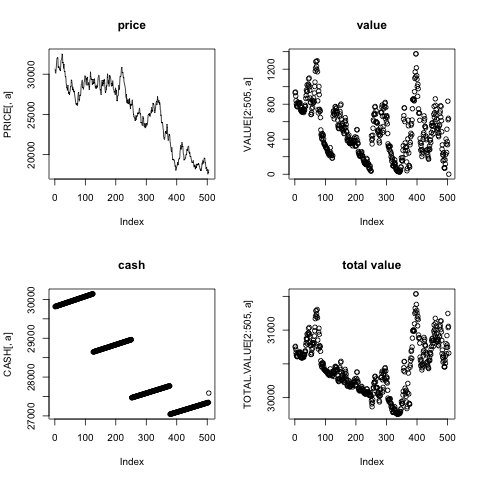 price
PRICE[, a]
20000 25000 30000
0 100 200 300 400 500
Index
value
VALUE[2:505, a]
0 400 800 1400
0 100 200 300 400 500
Index
cash
CASH[, a]
27000 28000 29000 30000
0 100 200 300 400 500
Index
total value
TOTAL.VALUE[2:505, a]
30000 31000
0 100 200 300 400 500
Index